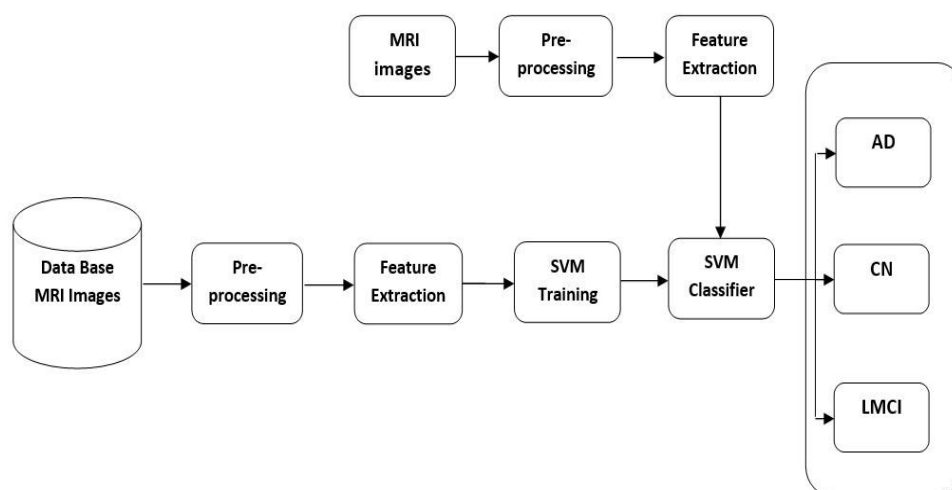 MRI
images
Pre-
processing
Feature
Extraction
AD
Data Base
MRI Images
Pre-
processing
Feature
Extraction
SVM
Training
SVM
Classifier
CN
LMCI